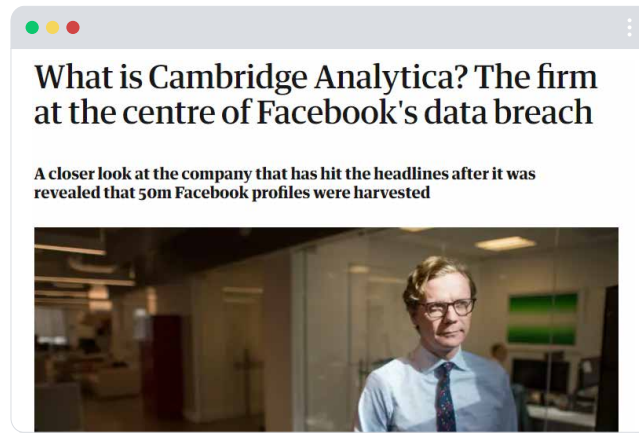 What is Cambridge Analytica? The firm
at the centre of Facebook's data breach
A closer look at the company that has hit the headlines after it was
revealed that 50m Facebook profiles were harvested